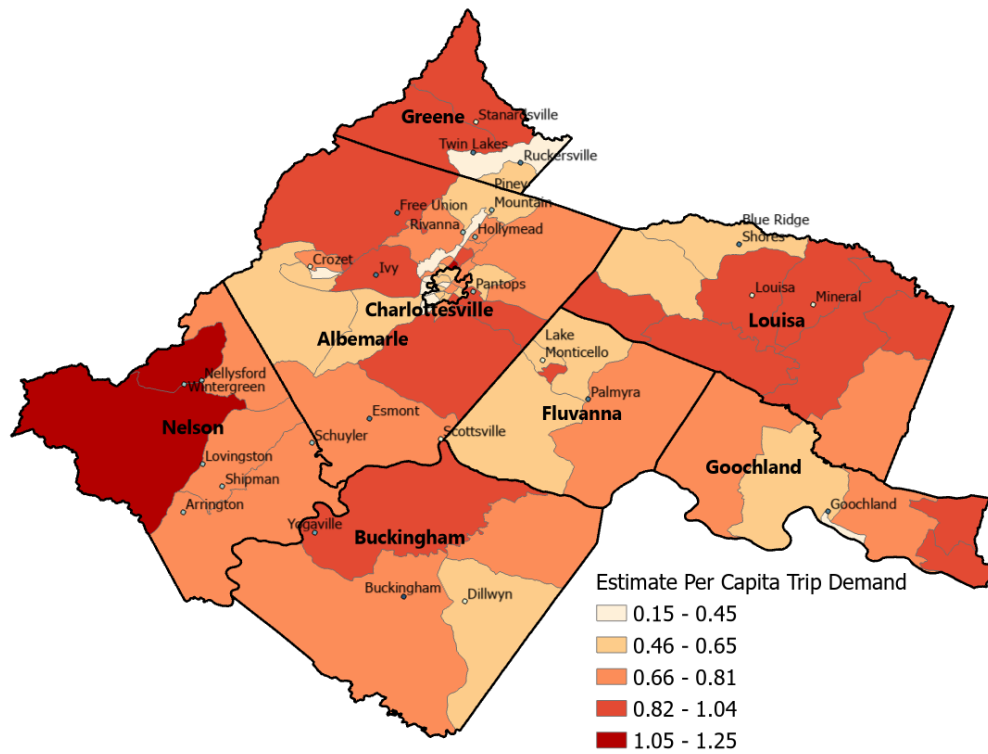 Greene
Stanardsville
Twin Lakes
Ruckersville
Piney
Mountain
Free Union
Rivanna
Hollymead
Blue Ridge
Shores
Crozet
Ivy
Pantops
Louisa
Mineral
Charlottesville
Louisa
Albemarle
Lake
Monticello
Nellysford
Wintergreen
Palmyra
Esmont
Fluvanna
Nelson
Schuyler
Scottsville
Lovingston
Goochland
Shipman
Arrington
Goochland
Yogaville
Buckingham
Buckingham
Dillwyn
Estimate Per Capita Trip Demand
0.15 - 0.45
0.46 - 0.65
0.66 - 0.81
0.82 - 1.04
1.05 - 1.25